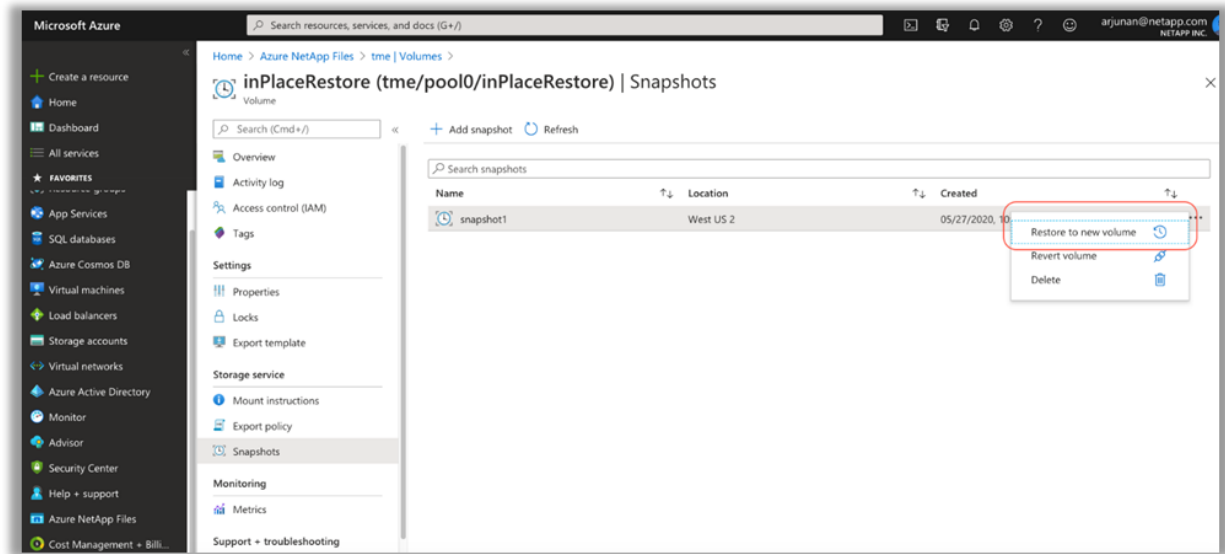 Microsoft Azure
Search resources, services, and docs (G+/)
arjunan@netapp.com
NETAPP INC.
Create a resource
Home
Dashboard
All services
FAVORITES
App Services
SQL databases
Azure Cosmos DB
Virtual machines
Load balancers
Storage accounts
Virtual networks
Azure Active Directory
Monitor
Advisor
Security Center
Help + support
Azure NetApp Files
Cost Management + Billi...
Home > Azure NetApp Files > tme | Volumes >
inPlaceRestore (tme/pool0/inPlaceRestore) | Snapshots
Volume
Search (Cmd+/)
Overview
Activity log
Access control (IAM)
Tags
Settings
Properties
Locks
Export template
Storage service
Mount instructions
Export policy
Snapshots
Monitoring
Metrics
Support + troubleshooting
Add snapshot Refresh
Search snapshots
Name Location Created
snapshot1 West US 2 05/27/2020, 10
Restore to new volume
Revert volume
Delete